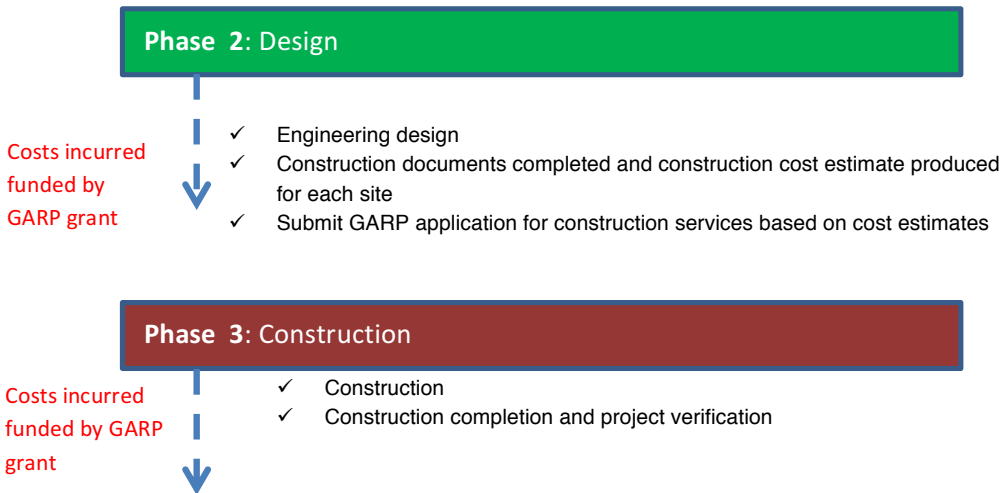 Phase 2: Design
Costs incurred
funded by
GARP grant
✓ Engineering design
✓ Construction documents completed and construction cost estimate produced
for each site
✓ Submit GARP application for construction services based on cost estimates
Phase 3: Construction
Costs incurred
funded by GARP
grant
✓ Construction
✓ Construction completion and project verification